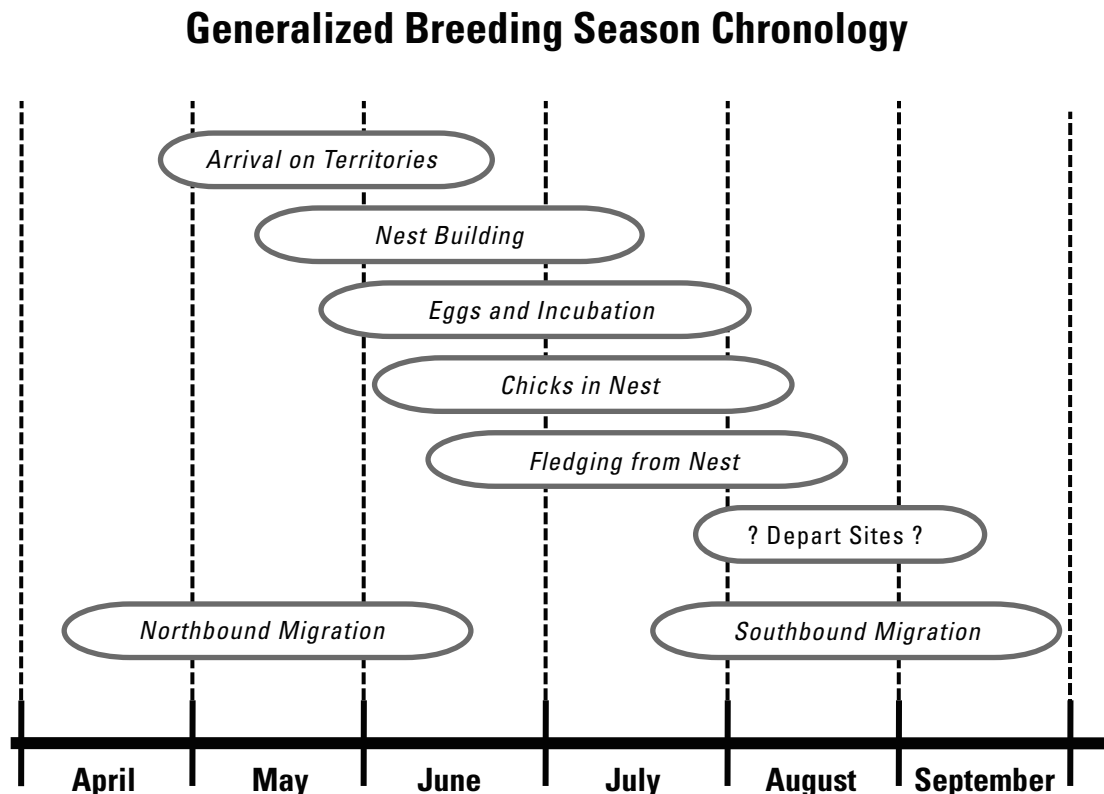 Generalized Breeding Season Chronology
Arrival on Territories
Nest Building
Eggs and Incubation
Chicks in Nest
Fledging from Nest
? Depart Sites ?
Northbound Migration
Southbound Migration
April
May
June
July
August
September